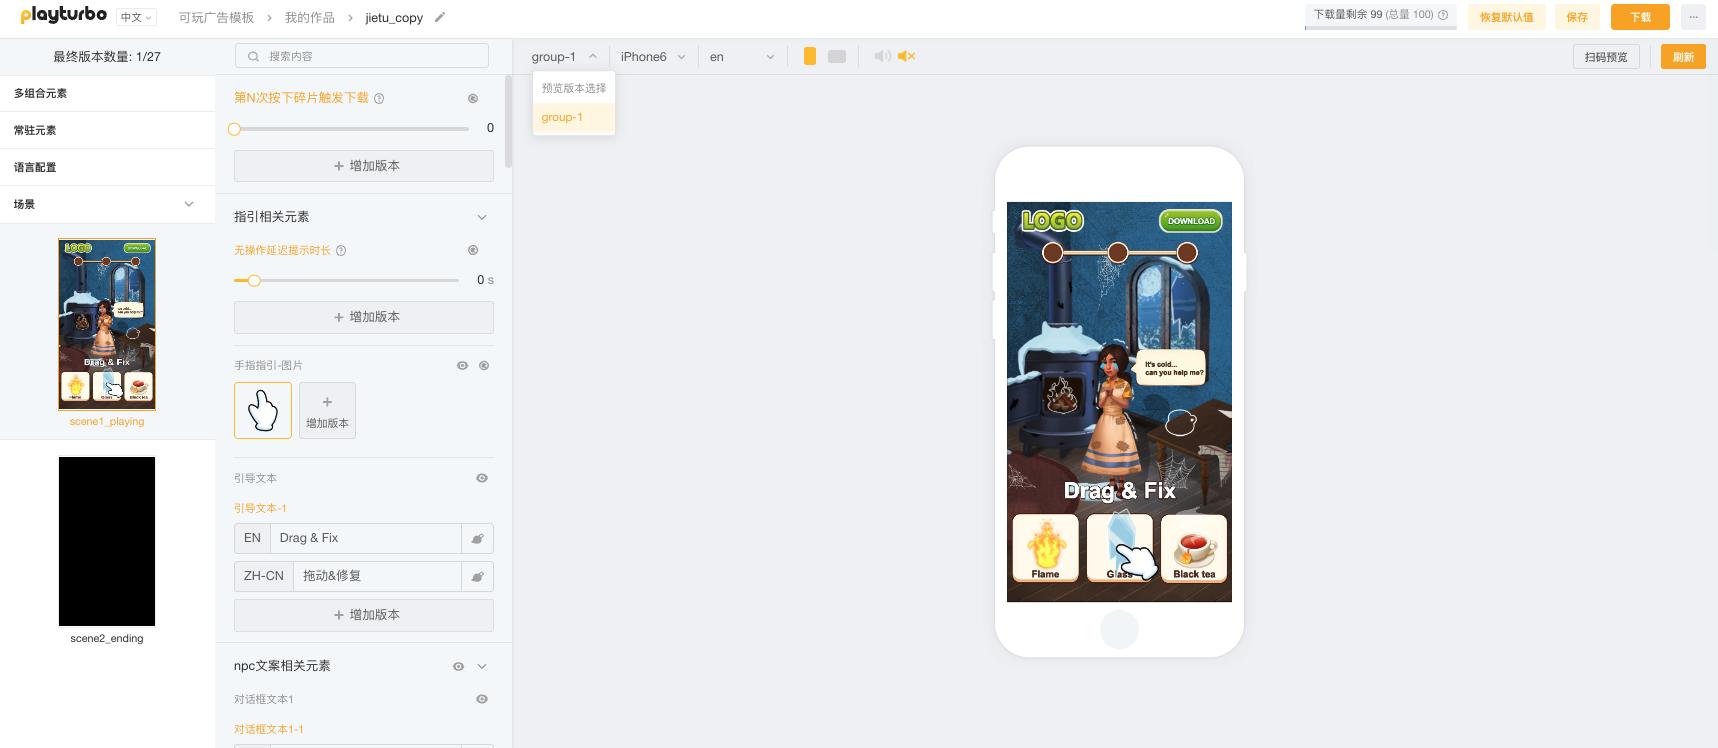 playturbo
中文
可玩广告模板
我的作品
jietu_copy
下载量剩余 99 (总量 100)
恢复默认值
保存
下载
最终版本数量: 1/27
搜索内容
group-1
iPhone6
en
扫码预览
刷新
多组合元素
常驻元素
语言配置
场景
scene1_playing
scene2_ending
第N次按下碎片触发下载
0
+ 增加版本
指引相关元素
无操作延迟提示时长
0 s
+ 增加版本
手指指引-图片
+
增加版本
引导文本
引导文本-1
EN
Drag & Fix
ZH-CN
拖动&修复
+ 增加版本
npc文案相关元素
对话框文本1
对话框文本1-1
预览版本选择
group-1
LOGO
DOWNLOAD
It's cold...
can you help me?
Drag & Fix
Flame
Glass
Black tea
LOGO
Drag & Fix
Black tea